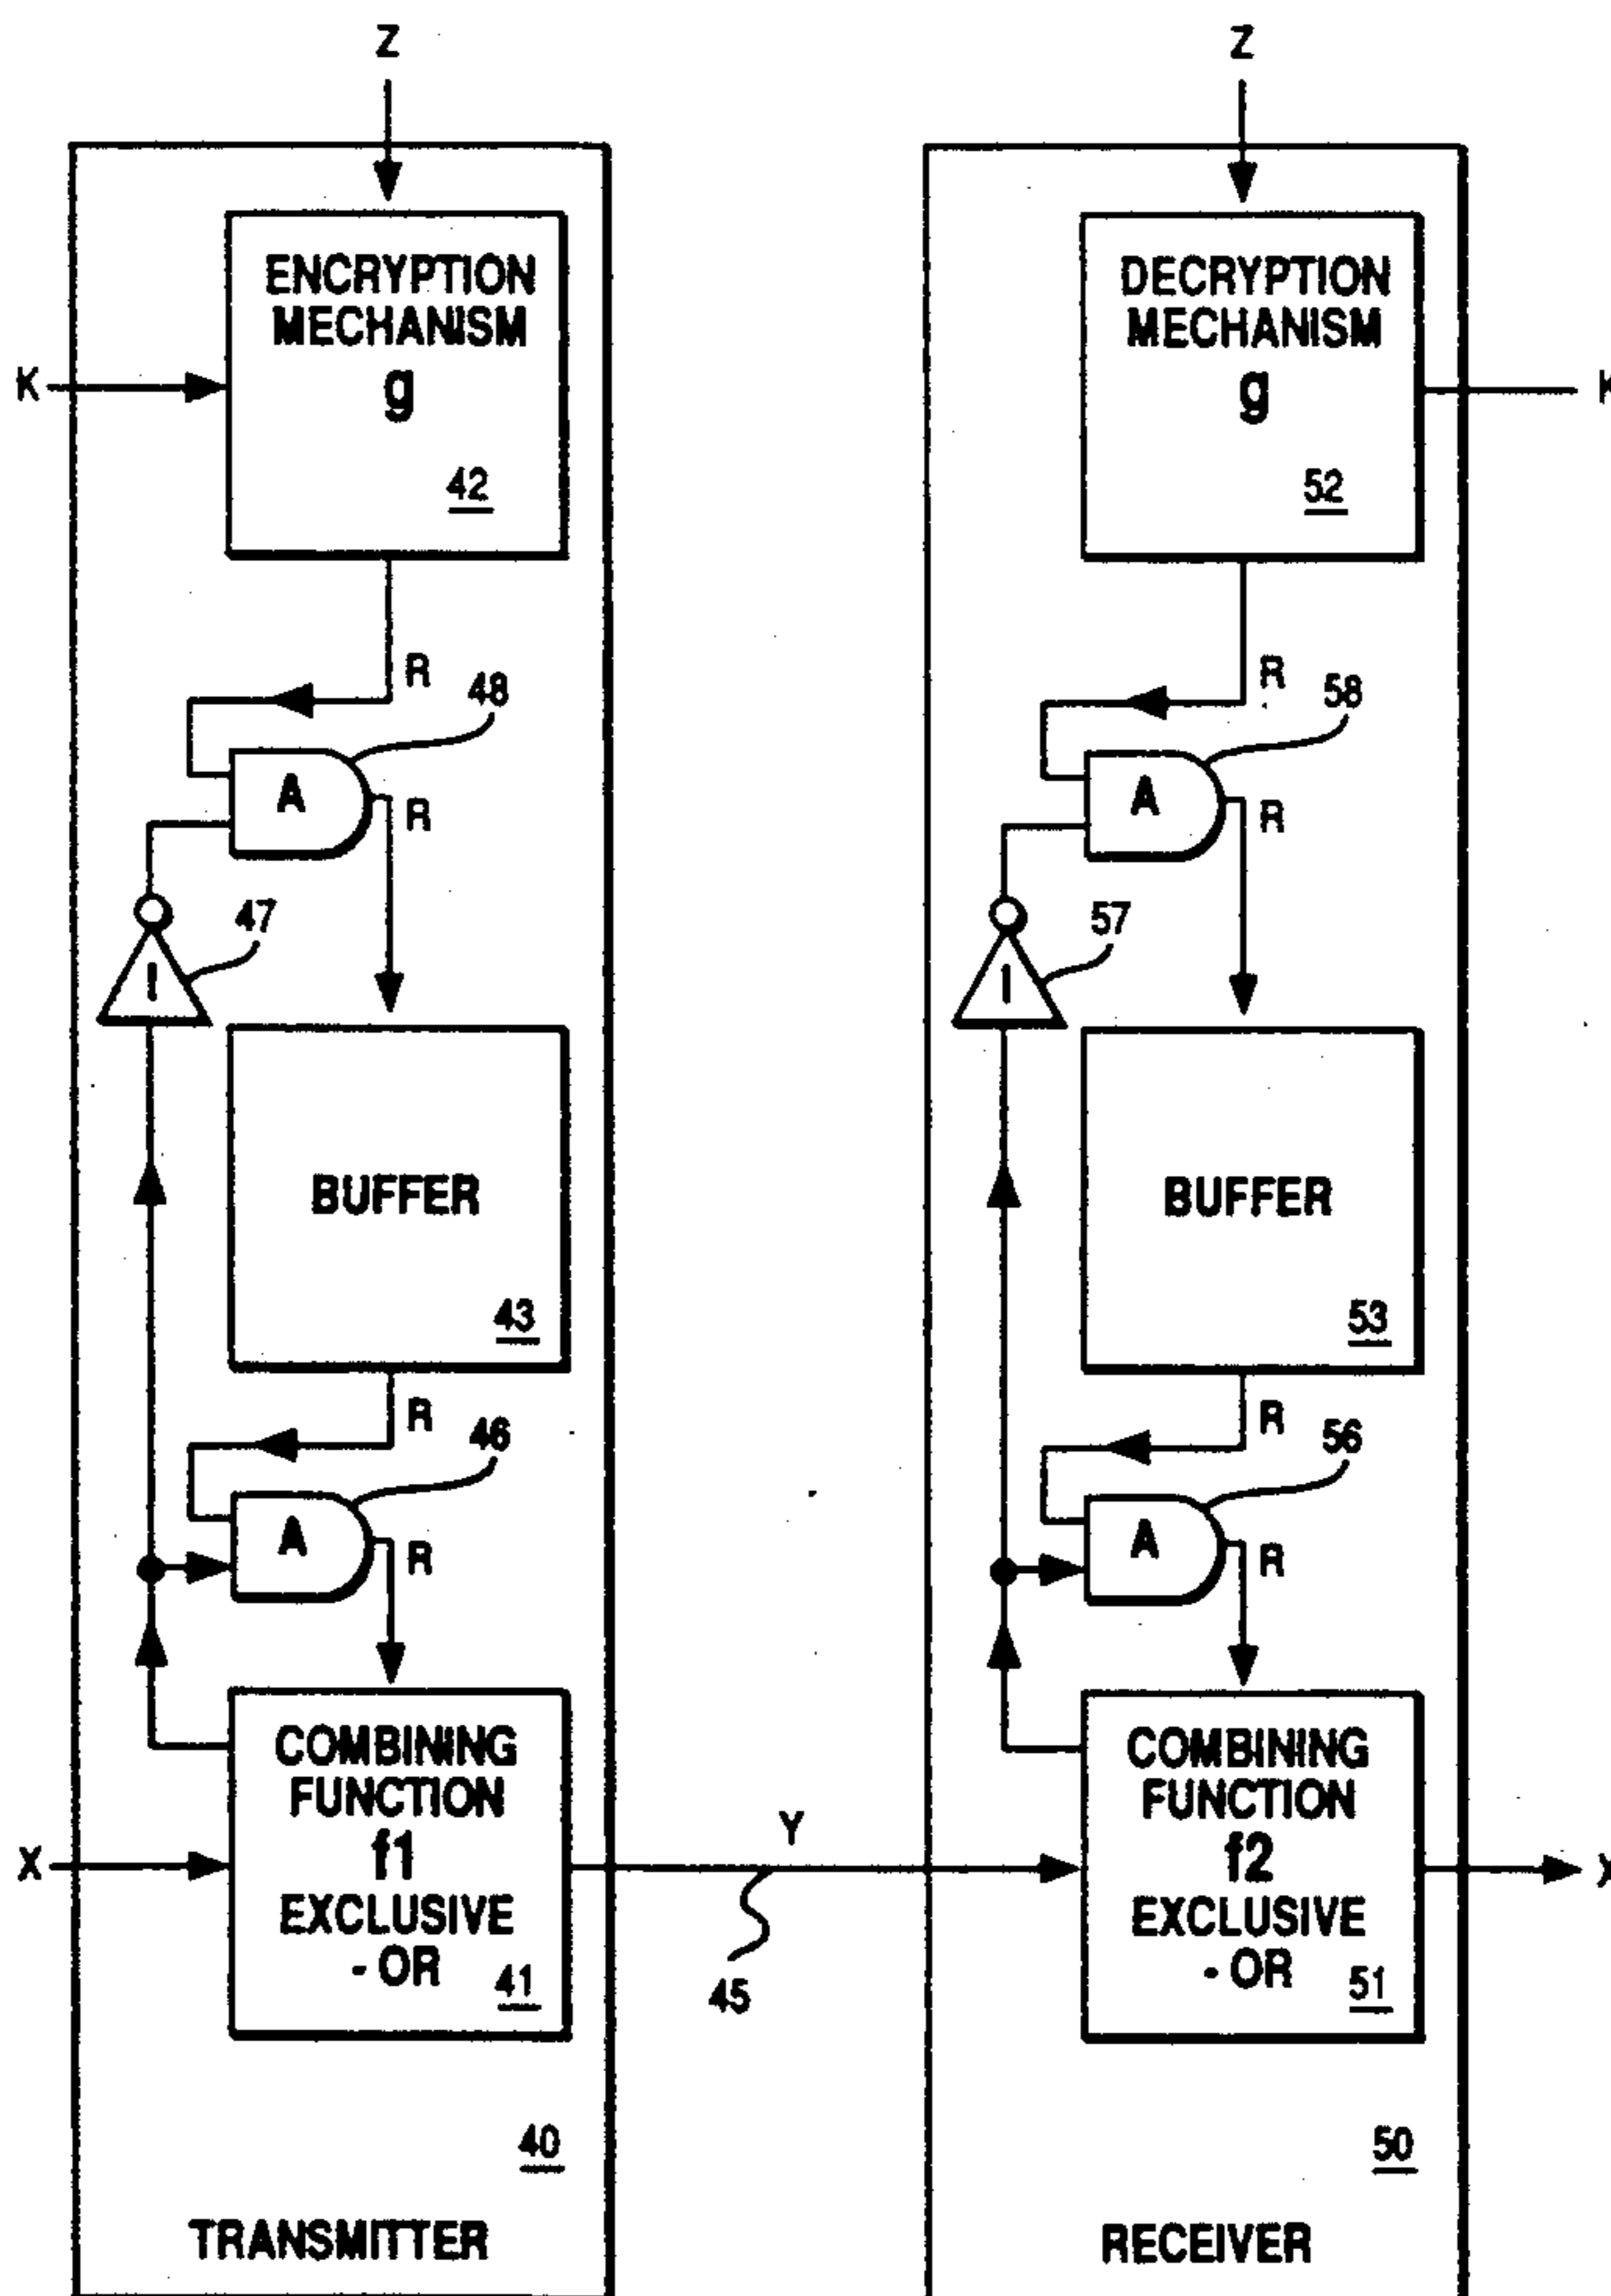 Z
ENCRYPTION
MECHANISM
g
42
K
R
48
A
R
47
I
BUFFER
43
R
46
A
R
COMBINING
FUNCTION
f1
EXCLUSIVE
- OR
41
X
Y
45
40
TRANSMITTER
Z
DECRYPTION
MECHANISM
g
52
R
58
A
R
57
I
BUFFER
53
R
56
A
R
COMBINING
FUNCTION
f2
EXCLUSIVE
- OR
51
50
RECEIVER